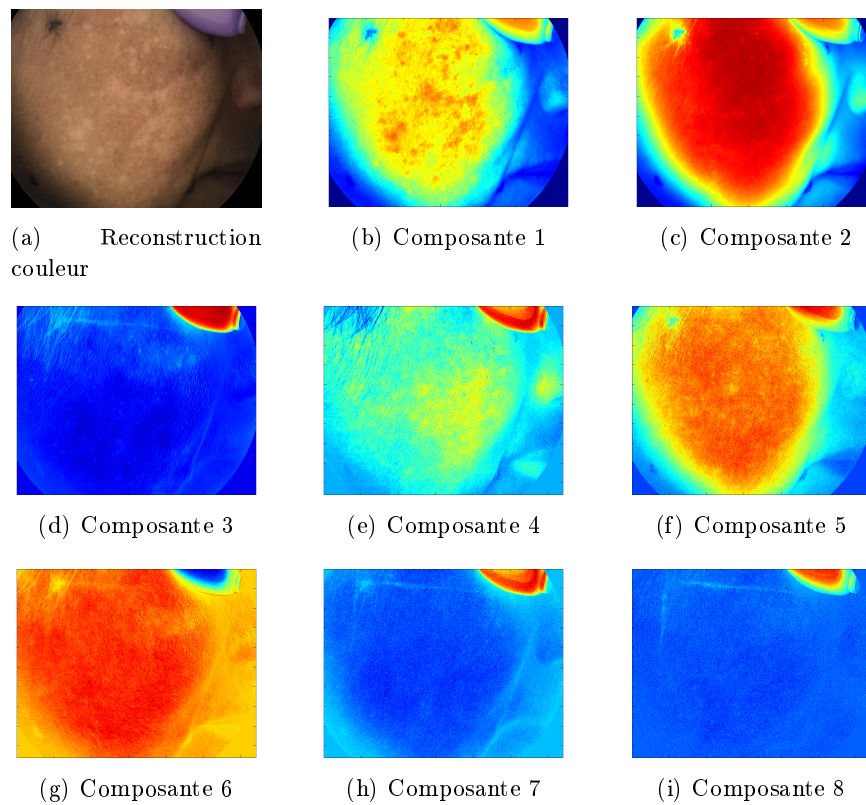 (a) Reconstruction
couleur
(b) Composante 1
(c) Composante 2
(d) Composante 3
(e) Composante 4
(f) Composante 5
(g) Composante 6
(h) Composante 7
(i) Composante 8